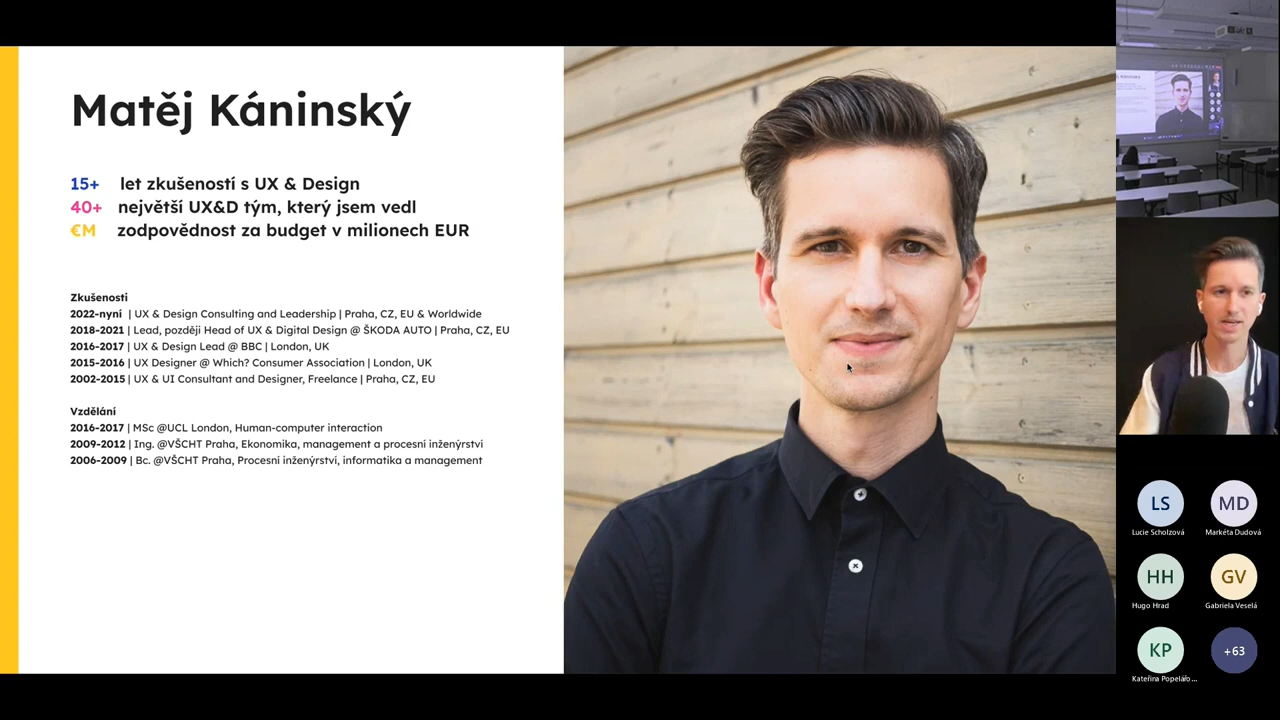 Matěj Káninský
15+ let zkušeností s UX & Design
40+ největší UX&D tým, který jsem vedl
€M zodpovědnost za budget v milionech EUR
Zkušenosti
2022-nyní | UX & Design Consulting and Leadership | Praha, CZ, EU & Worldwide
2018-2021 | Lead, později Head of UX & Digital Design @ ŠKODA AUTO | Praha, CZ, EU
2016-2017 | UX & Design Lead @ BBC | London, UK
2015-2016 | UX Designer @ Which? Consumer Association | London, UK
2002-2015 | UX & UI Consultant and Designer, Freelance | Praha, CZ, EU
Vzdělání
2016-2017 | MSc @UCL London, Human-computer interaction
2009-2012 | Ing. @VŠCHT Praha, Ekonomika, management a procesní inženýrství
2006-2009 | Bc. @VŠCHT Praha, Procesní inženýrství, informatika a management
LS MD
Lucie Scholzová Markéta Dudová
HH GV
Hugo Hrad Gabriela Veselá
KP +63
Kateřina Popelářo...